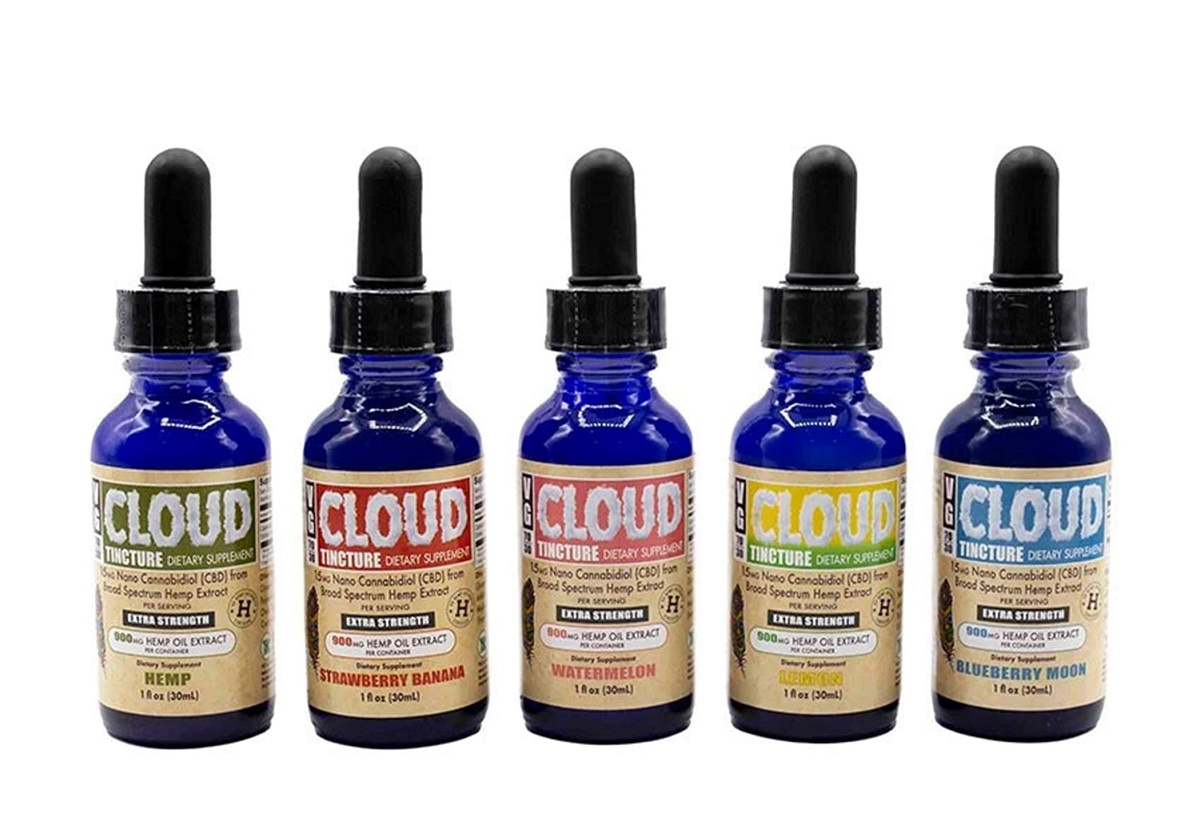 VG
70
30
CLOUD
TINCTURE DIETARY SUPPLEMENT
15MG Nano Cannabidiol (CBD) from
Broad Spectrum Hemp Extract
PER SERVING
EXTRA STRENGTH
H
900MG HEMP OIL EXTRACT
PER CONTAINER
Dietary Supplement
HEMP
1 fl oz (30mL)
VG
CLOUD
TINCTURE DIETARY SUPPLEMENT
15MG Nano Cannabidiol (CBD) from
Broad Spectrum Hemp Extract
PER SERVING
EXTRA STRENGTH
900MG HEMP OIL EXTRACT
PER CONTAINER
Dietary Supplement
STRAWBERRY BANANA
1 fl oz (30mL)
VG
70
30
CLOUD
TINCTURE DIETARY SUPPLEMENT
15MG Nano Cannabidiol (CBD) from
Broad Spectrum Hemp Extract
PER SERVING
EXTRA STRENGTH
H
900MG HEMP OIL EXTRACT
PER CONTAINER
Dietary Supplement
WATERMELON
1 fl oz (30mL)
VG
70
30
CLOUD
TINCTURE DIETARY SUPPLEMENT
15MG Nano Cannabidiol (CBD) from
Broad Spectrum Hemp Extract
PER SERVING
EXTRA STRENGTH
H
900MG HEMP OIL EXTRACT
PER CONTAINER
Dietary Supplement
LEMON
1 fl oz (30mL)
VG
70
30
CLOUD
TINCTURE DIETARY SUPPLEMENT
15MG Nano Cannabidiol (CBD) from
Broad Spectrum Hemp Extract
PER SERVING
EXTRA STRENGTH
H
900MG HEMP OIL EXTRACT
PER CONTAINER
Dietary Supplement
BLUEBERRY MOON
1 fl oz (30mL)